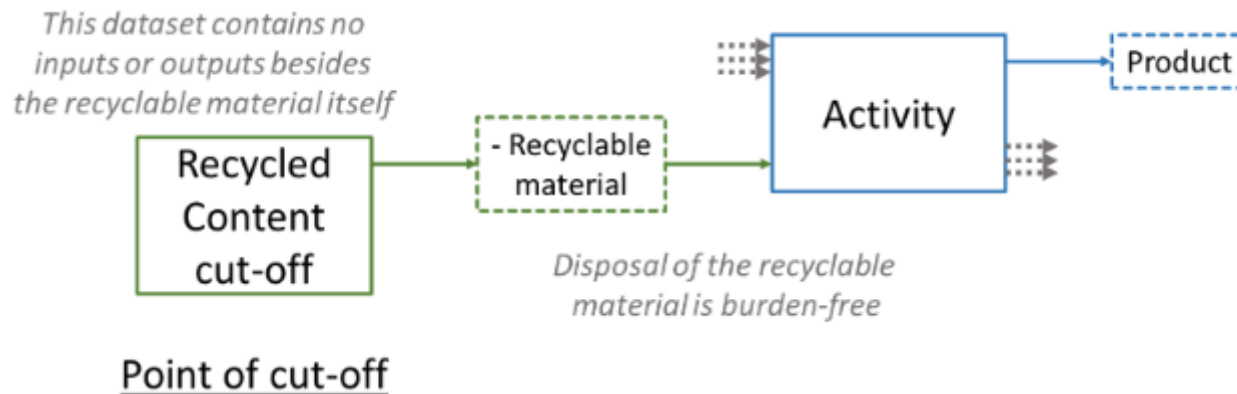 This dataset contains no
inputs or outputs besides
the recyclable material itself
Recycled
Content
cut-off
- Recyclable
material
Activity
Product
Disposal of the recyclable
material is burden-free
Point of cut-off